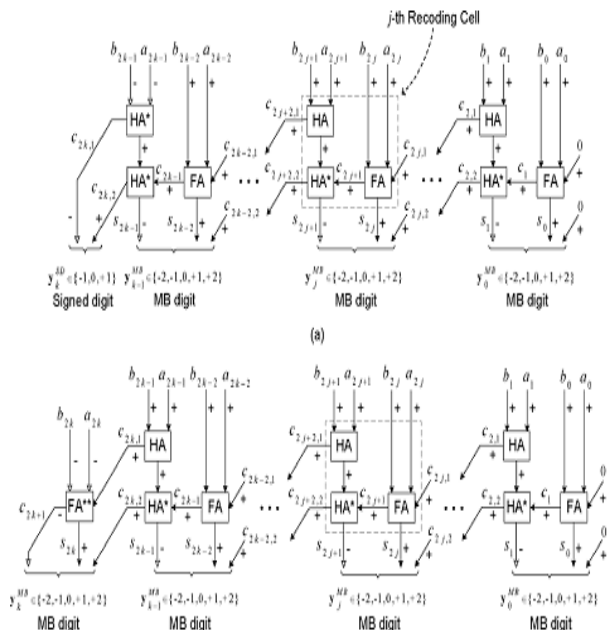 j-th Recoding Cell
b2k-1 a2k-1 b2k-2 a2k-2 b2j+1 a2j+1 b2j a2j b1 a1 b0 a0
- - + + + + + + + + + +
HA* HA HA
c2k,1 + c2j+2,1 + + c2,1 + +
c2k-2,1 c2j,1 0
HA* c2k-1 FA ... HA* c2j+1 FA ... HA* c1 FA
c2k,2 c2j+2,2 c2,2
- + s2k-1 - s2k-2 + c2k-2,2 s2j+1 - s2j + c2j,2 s1 - s0 + 0
ykSD ∈{-1,0,+1} yk-1MB ∈{-2,-1,0,+1,+2} yjMB ∈{-2,-1,0,+1,+2} y0MB ∈{-2,-1,0,+1,+2}
Signed digit MB digit MB digit MB digit
(a)
b2k-1 a2k-1 b2k-2 a2k-2 b2j+1 a2j+1 b2j a2j b1 a1 b0 a0
+ + + + + + + + + + + +
b2k a2k c2k,1 HA c2j+2,1 HA c2,1 HA
- - + + + + + +
c2k-2,1 c2j,1 0
FA** c2k,2 HA* c2k-1 FA ... c2j+2,2 HA* c2j+1 FA ... c2,2 HA* c1 FA
c2k+1 - s2k + s2k-1 - s2k-2 + c2k-2,2 s2j+1 - s2j + c2j,2 s1 - s0 + 0
ykMB ∈{-2,-1,0,+1,+2} yk-1MB ∈{-2,-1,0,+1,+2} yjMB ∈{-2,-1,0,+1,+2} y0MB ∈{-2,-1,0,+1,+2}
MB digit MB digit MB digit MB digit